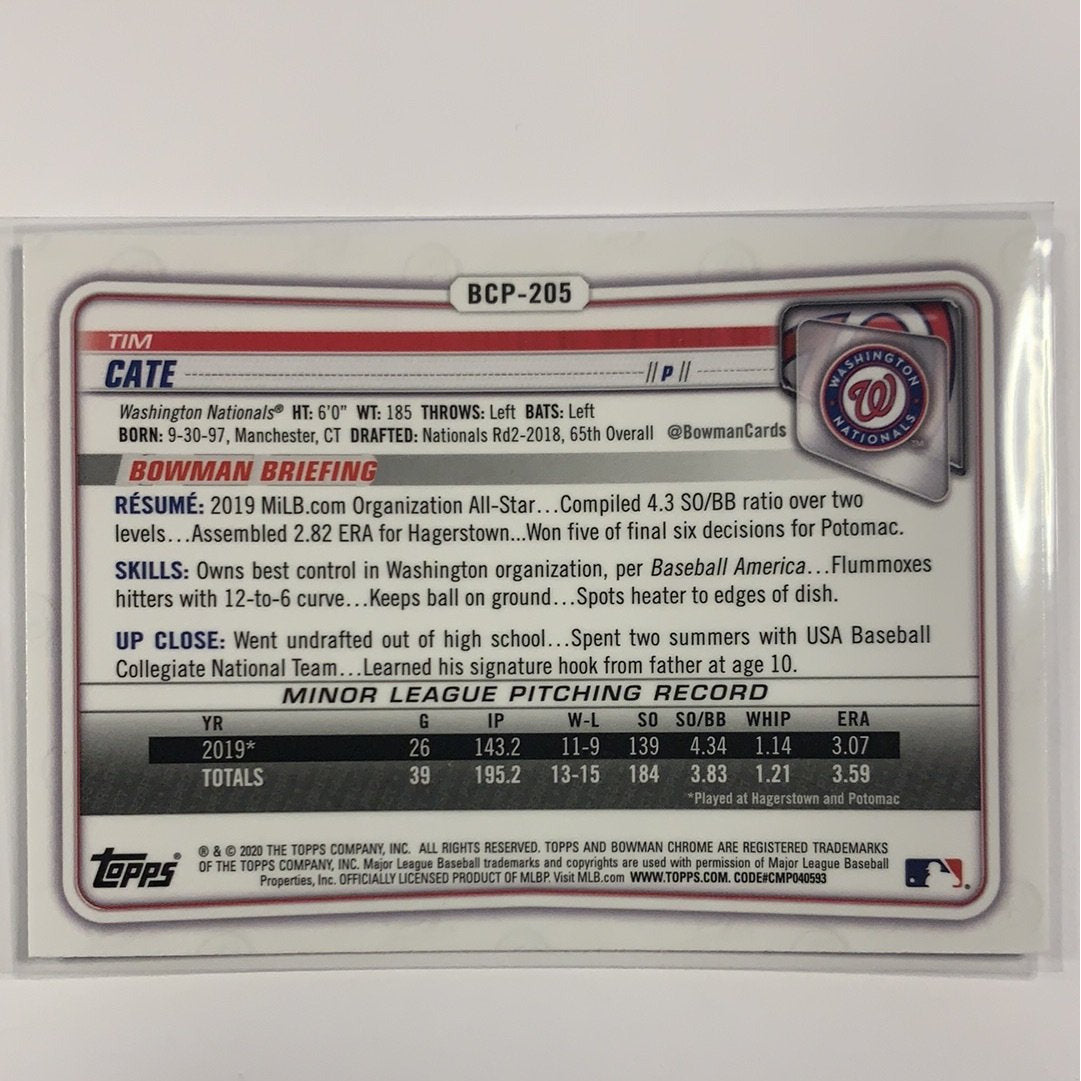 BCP-205
TIM
CATE
//P//
WASHINGTON
W
NATIONALS™
Washington Nationals® HT: 6'0" WT: 185 THROWS: Left BATS: Left
BORN: 9-30-97, Manchester, CT DRAFTED: Nationals Rd2-2018, 65th Overall @BowmanCards
BOWMAN BRIEFING
RÉSUMÉ: 2019 MiLB.com Organization All-Star...Compiled 4.3 SO/BB ratio over two
levels...Assembled 2.82 ERA for Hagerstown...Won five of final six decisions for Potomac.
SKILLS: Owns best control in Washington organization, per Baseball America...Flummoxes
hitters with 12-to-6 curve...Keeps ball on ground...Spots heater to edges of dish.
UP CLOSE: Went undrafted out of high school...Spent two summers with USA Baseball
Collegiate National Team...Learned his signature hook from father at age 10.
MINOR LEAGUE PITCHING RECORD
YR G IP W-L SO SO/BB WHIP ERA
2019* 26 143.2 11-9 139 4.34 1.14 3.07
TOTALS 39 195.2 13-15 184 3.83 1.21 3.59
*Played at Hagerstown and Potomac
topps®
® & © 2020 THE TOPPS COMPANY, INC. ALL RIGHTS RESERVED. TOPPS AND BOWMAN CHROME ARE REGISTERED TRADEMARKS
OF THE TOPPS COMPANY, INC. Major League Baseball trademarks and copyrights are used with permission of Major League Baseball
Properties, Inc. OFFICIALLY LICENSED PRODUCT OF MLBP. Visit MLB.com WWW.TOPPS.COM. CODE#CMP040593